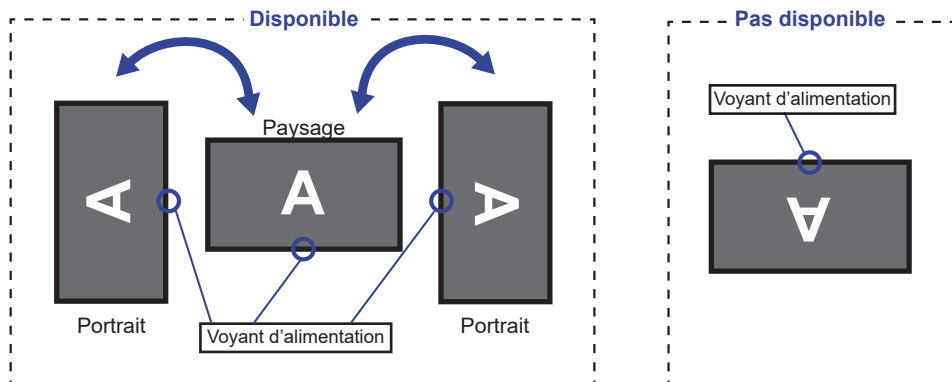 Disponible
Pas disponible
Voyant d'alimentation
Paysage
A
A
A
A
Portrait
Voyant d'alimentation
Portrait